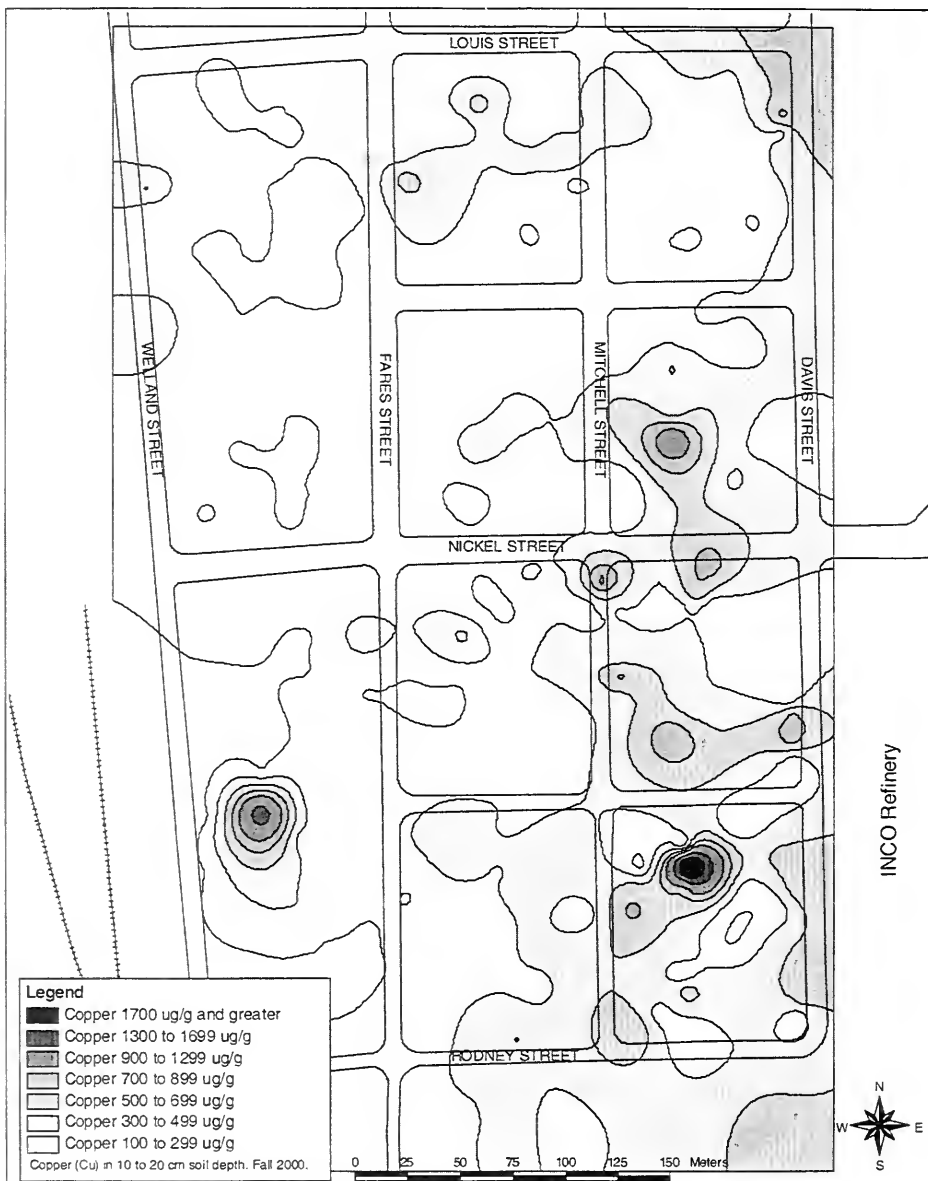 LOUIS STREET
WELLAND STREET
FARES STREET
MITCHELL STREET
DAVIS STREET
NICKEL STREET
INCO Refinery
RODNEY STREET
Legend
Copper 1700 ug/g and greater
Copper 1300 to 1699 ug/g
Copper 900 to 1299 ug/g
Copper 700 to 899 ug/g
Copper 500 to 699 ug/g
Copper 300 to 499 ug/g
Copper 100 to 299 ug/g
Copper (Cu) in 10 to 20 cm soil depth. Fall 2000.
0 25 50 75 100 125 150 Meters
N
W E
S